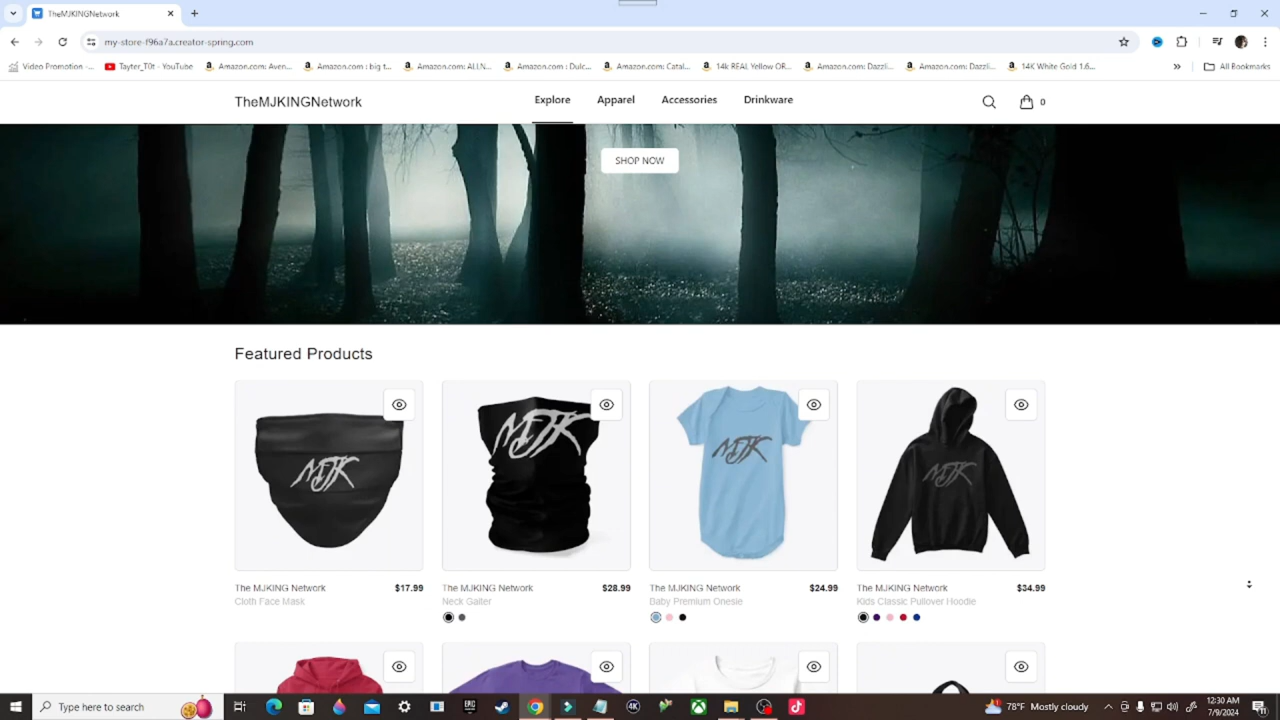 TheMJKINGNetwork
my-store-f96a7a.creator-spring.com
Video Promotion -...
Tayter_T0t - YouTube
Amazon.com: Aven...
Amazon.com : big t...
Amazon.com: ALLN...
Amazon.com : Dulc...
Amazon.com: Catal...
14k REAL Yellow OR...
Amazon.com: Dazzli...
Amazon.com: Dazzli...
14K White Gold 1.6...
All Bookmarks
TheMJKINGNetwork
Explore
Apparel
Accessories
Drinkware
0
SHOP NOW
Featured Products
MJK
MJK
MJK
MJK
The MJKING Network $17.99
Cloth Face Mask
The MJKING Network $28.99
Neck Gaiter
The MJKING Network $24.99
Baby Premium Onesie
The MJKING Network $34.99
Kids Classic Pullover Hoodie
Type here to search
EPIC
4K
78°F Mostly cloudy
12:30 AM
7/9/2024